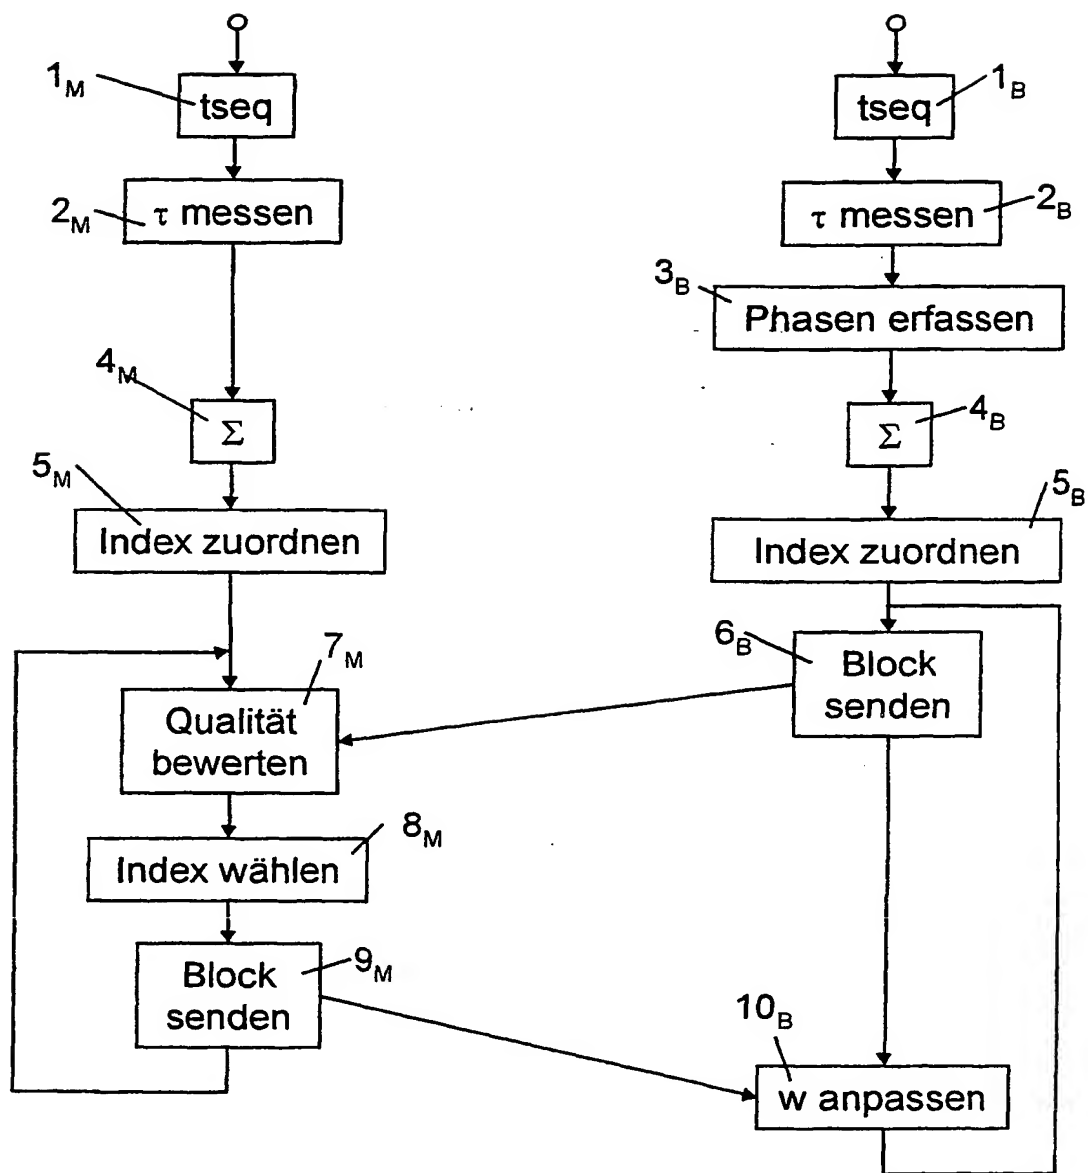 1M
tseq
2M
τ messen
4M
Σ
5M
Index zuordnen
7M
Qualität
bewerten
8M
Index wählen
9M
Block
senden
1B
tseq
2B
τ messen
3B
Phasen erfassen
4B
Σ
5B
Index zuordnen
6B
Block
senden
10B
w anpassen